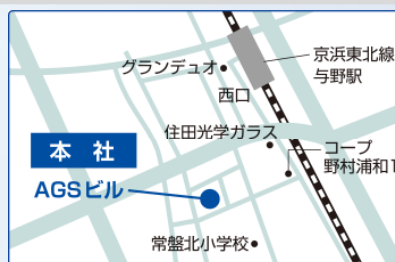 京浜東北線
与野駅
グランデュオ
西口
住田光学ガラス
本社
コープ
野村浦和1
AGSビル
常盤北小学校